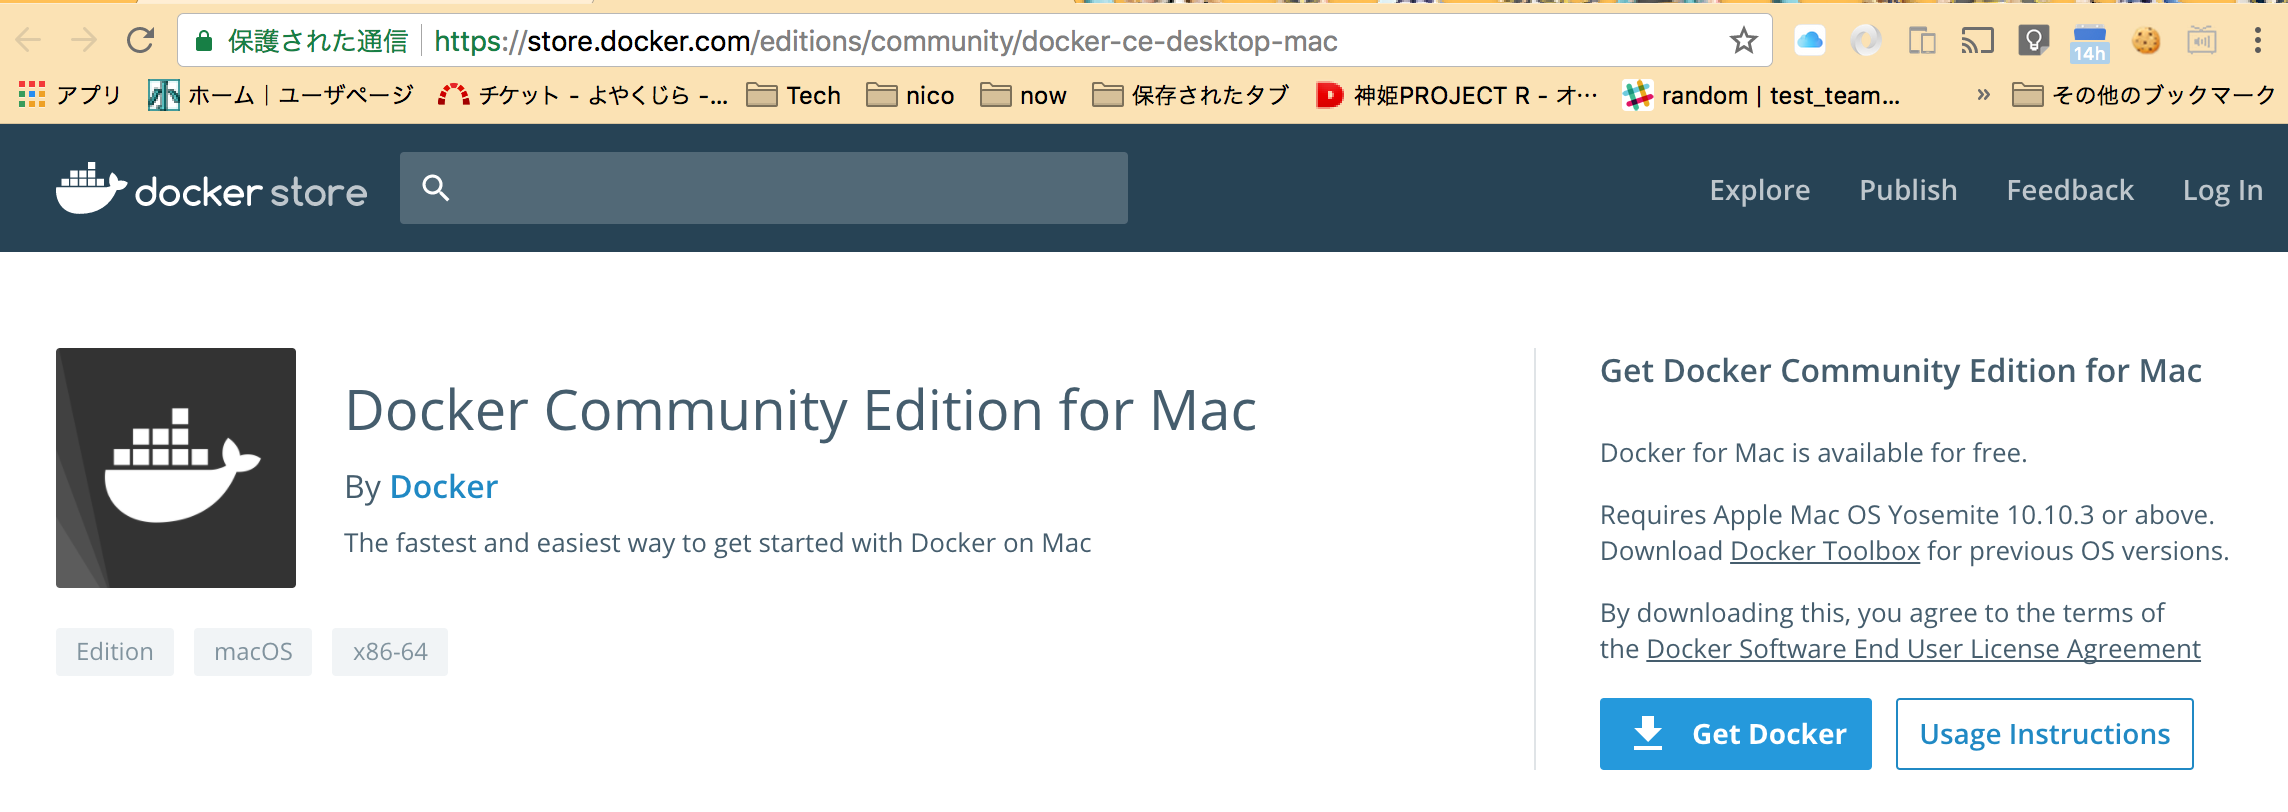 保護された通信 https://store.docker.com/editions/community/docker-ce-desktop-mac 14h
アプリ ホーム | ユーザページ チケット - よやくじら -... Tech nico now 保存されたタブ 神姫PROJECT R - オ… random | test_team... » その他のブックマーク
docker store Explore Publish Feedback Log In
Docker Community Edition for Mac
By Docker
The fastest and easiest way to get started with Docker on Mac
Edition macOS x86-64
Get Docker Community Edition for Mac
Docker for Mac is available for free.
Requires Apple Mac OS Yosemite 10.10.3 or above.
Download Docker Toolbox for previous OS versions.
By downloading this, you agree to the terms of
the Docker Software End User License Agreement
Get Docker Usage Instructions